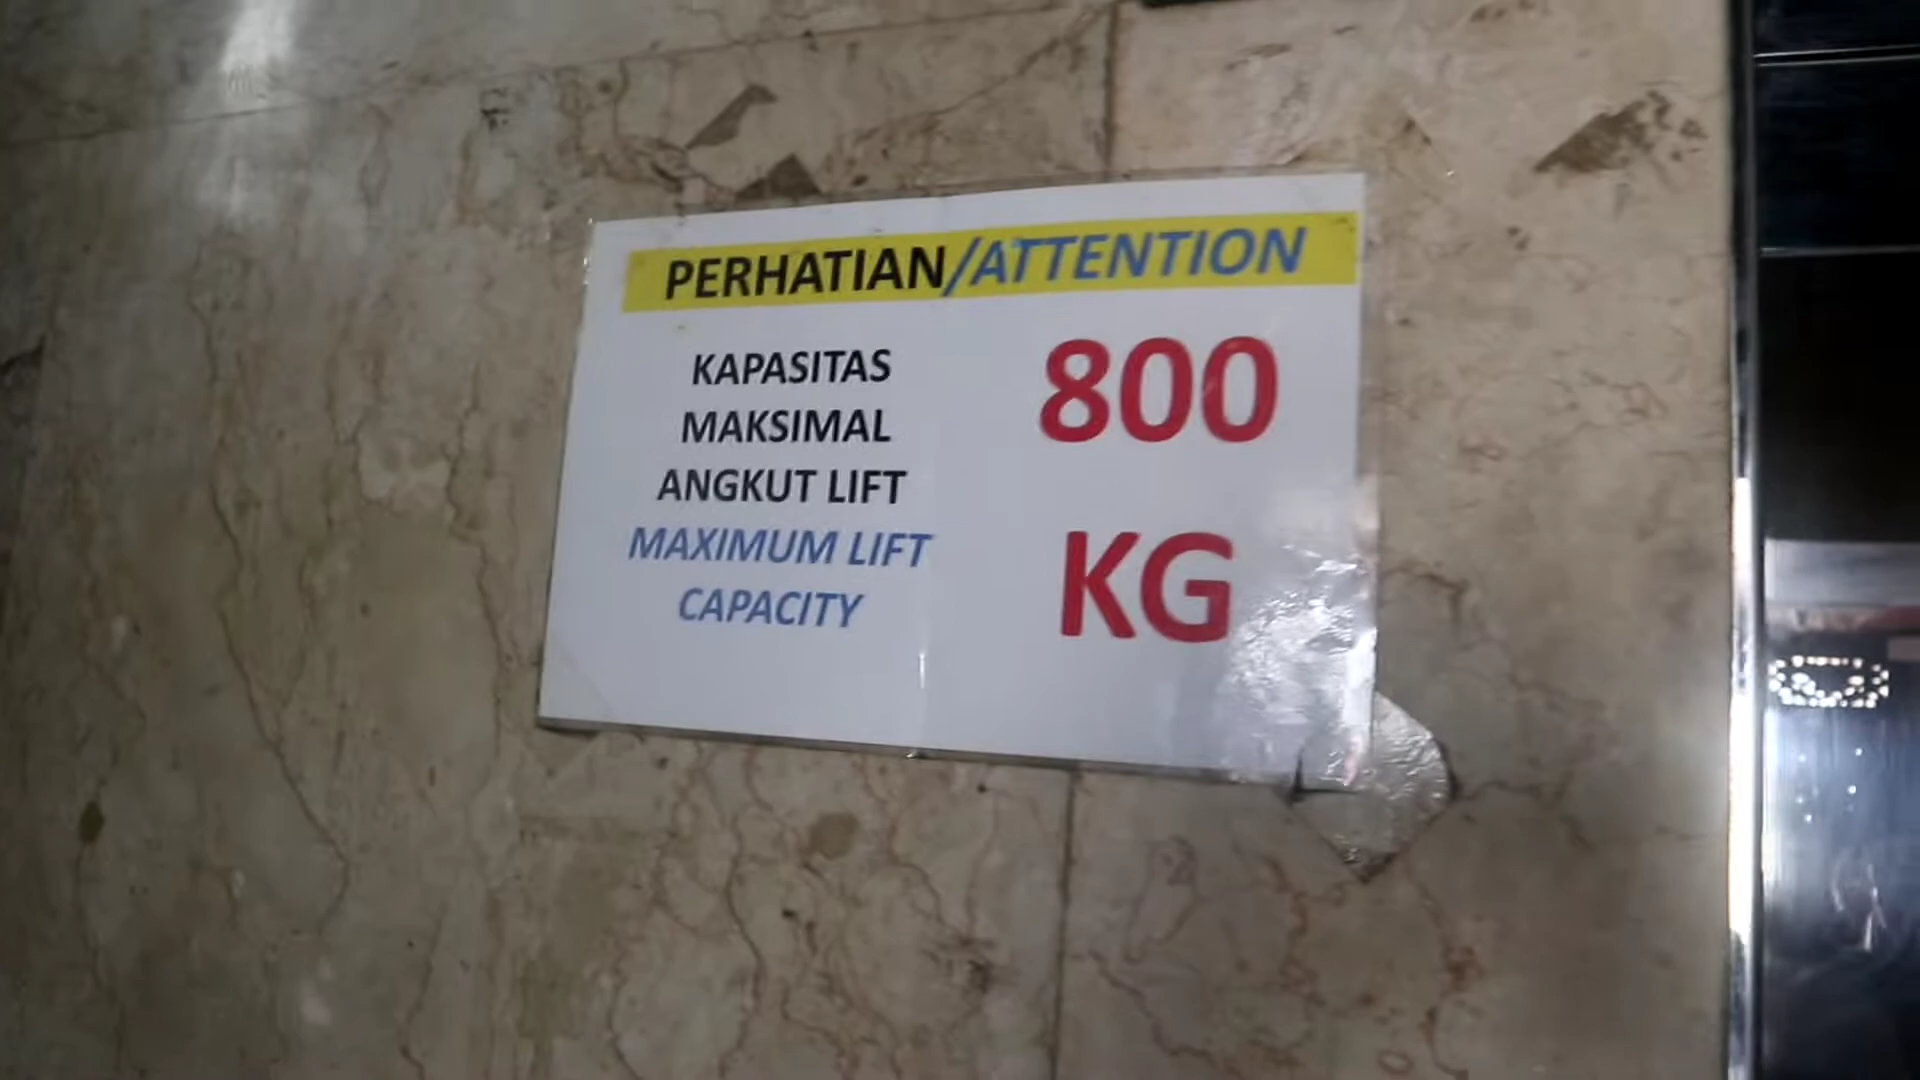 PERHATIAN/ATTENTION
KAPASITAS
MAKSIMAL
ANGKUT LIFT
MAXIMUM LIFT
CAPACITY
800
KG